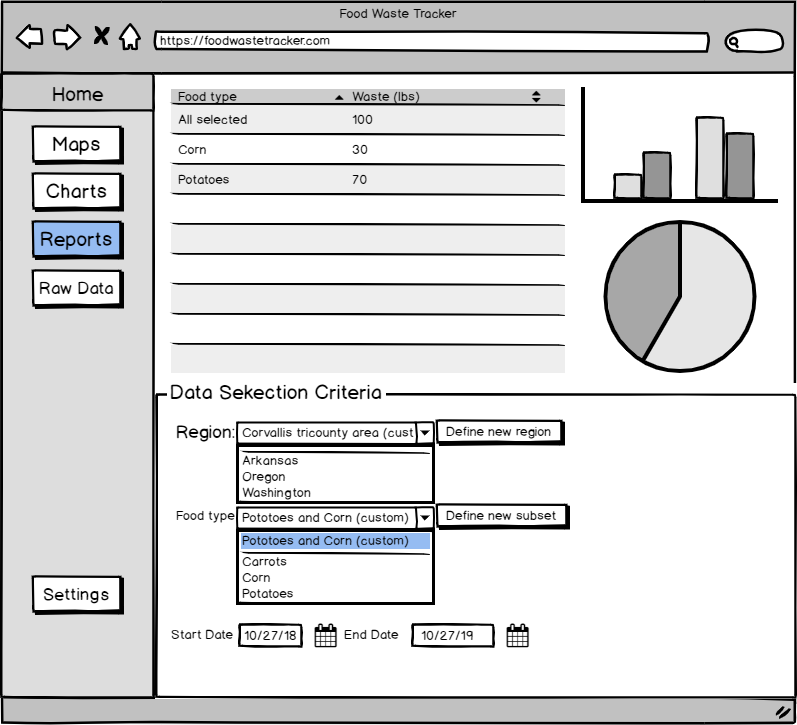 Food Waste Tracker
https://foodwastetracker.com
Home
Maps
Charts
Reports
Raw Data
Settings
Food type Waste (lbs)
All selected 100
Corn 30
Potatoes 70
Data Sekection Criteria
Region: Corvallis tricounty area (cust Define new region
Arkansas
Oregon
Washington
Food type Pototoes and Corn (custom) Define new subset
Pototoes and Corn (custom)
Carrots
Corn
Potatoes
Start Date 10/27/18 End Date 10/27/19